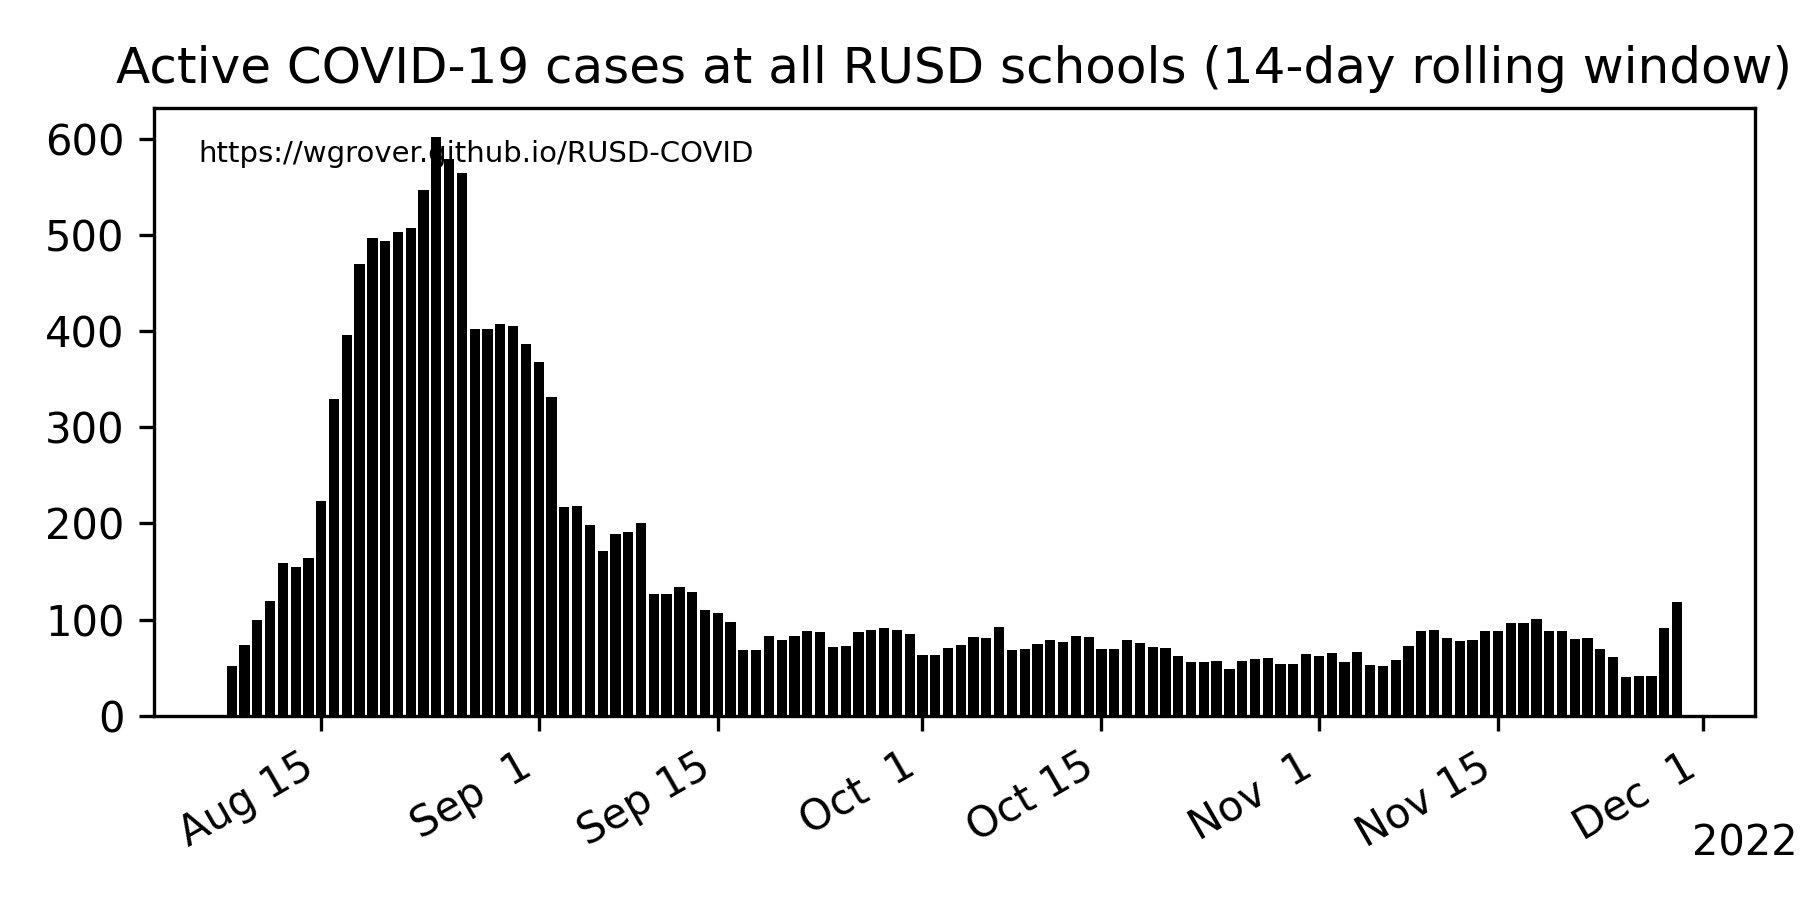 Active COVID-19 cases at all RUSD schools (14-day rolling window)
https://wgrover.github.io/RUSD-COVID
600
500
400
300
200
100
0
Aug 15
Sep 1
Sep 15
Oct 1
Oct 15
Nov 1
Nov 15
Dec 1
2022